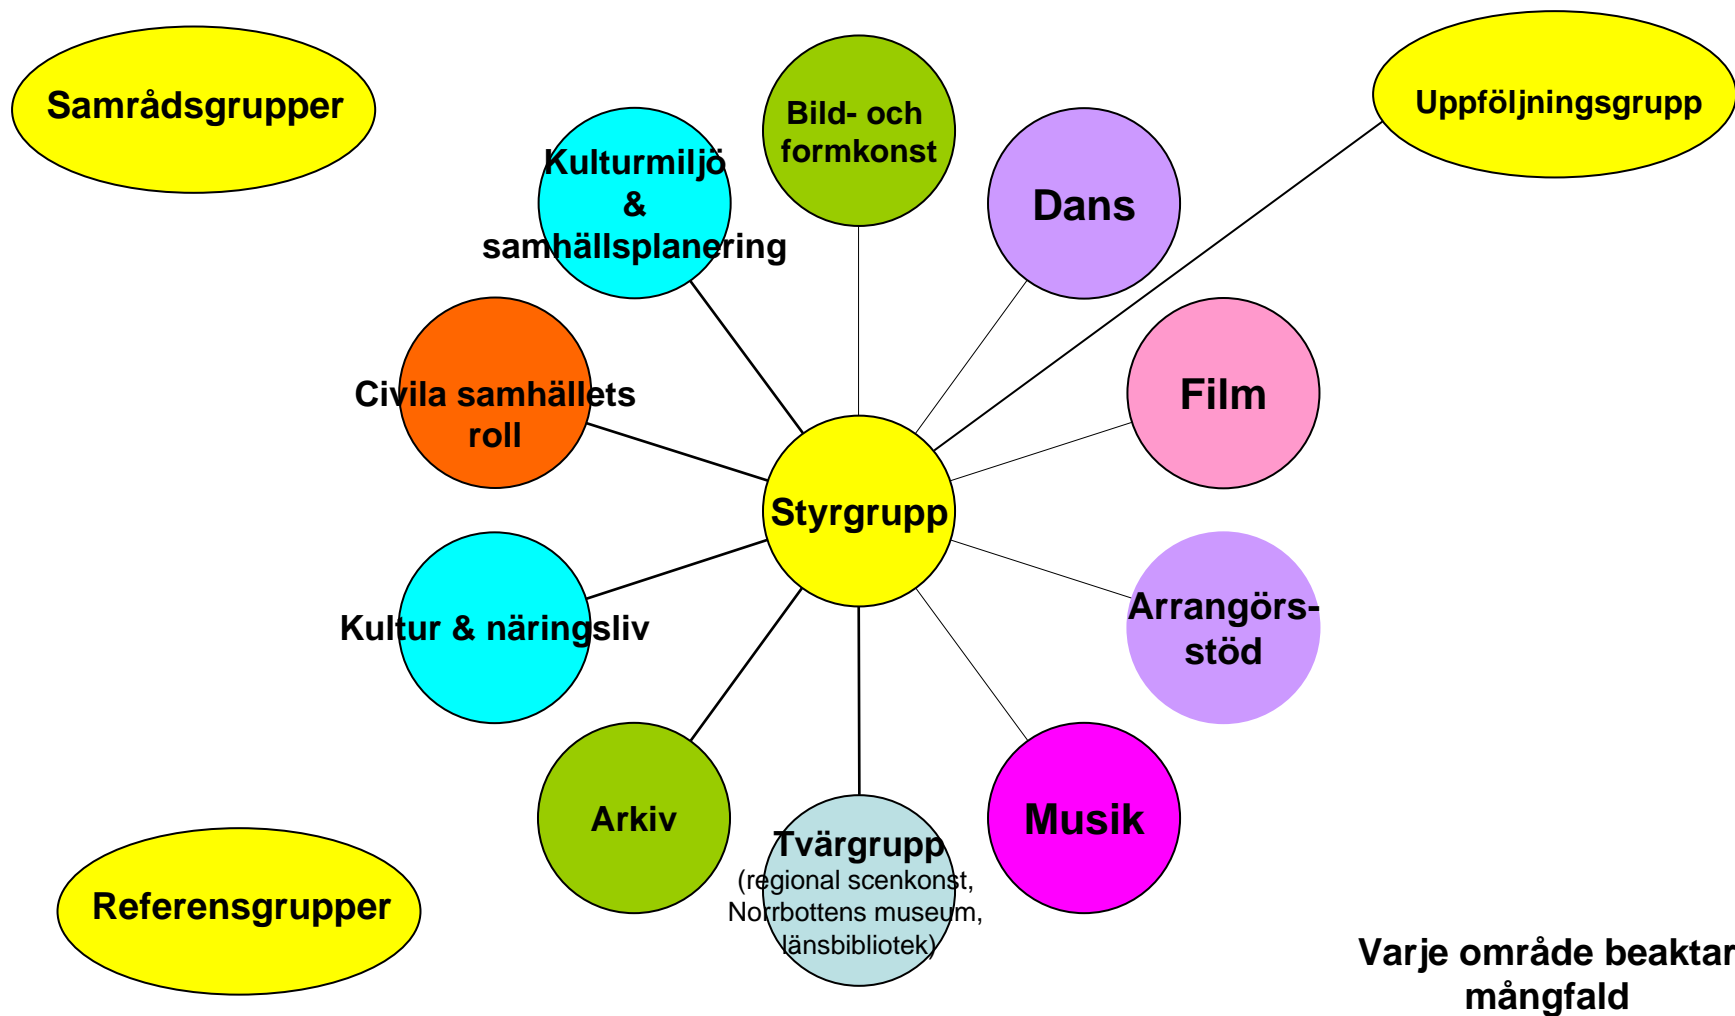 Samrådsgrupper
Uppföljningsgrupp
Bild- och
formkonst
Kulturmiljö
&
samhällsplanering
Dans
Civila samhällets
roll
Film
Styrgrupp
Kultur & näringsliv
Arrangörs-
stöd
Arkiv
Musik
Tvärgrupp
(regional scenkonst,
Norrbottens museum,
länsbibliotek)
Referensgrupper
Varje område beaktar
mångfald